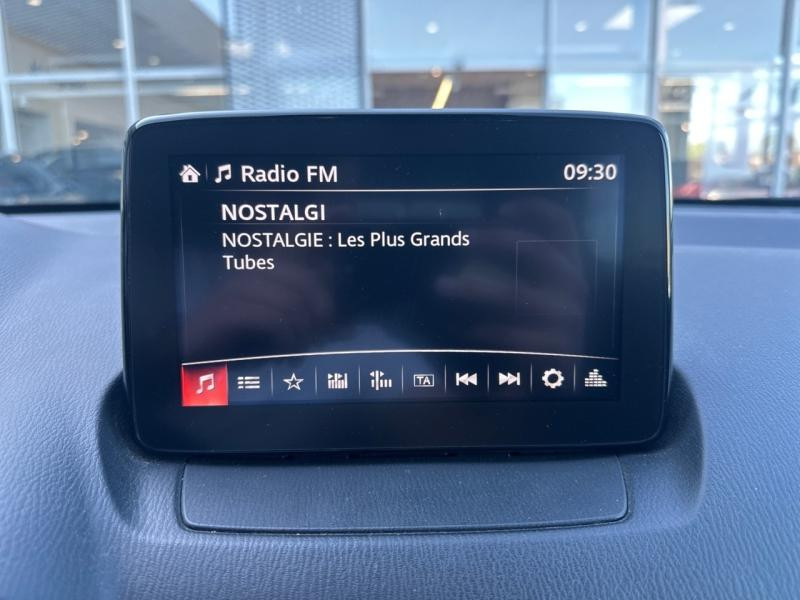 Radio FM 09:30
NOSTALGI
NOSTALGIE : Les Plus Grands
Tubes
TA